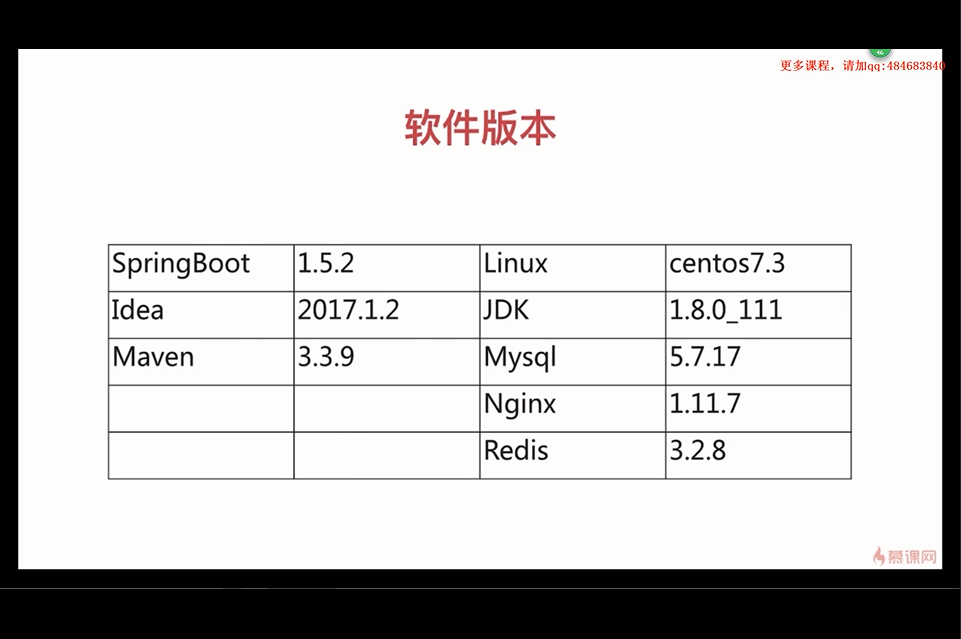 更多课程，请加qq:484683840
软件版本
SpringBoot 1.5.2 Linux centos7.3
Idea 2017.1.2 JDK 1.8.0_111
Maven 3.3.9 Mysql 5.7.17
Nginx 1.11.7
Redis 3.2.8
慕课网